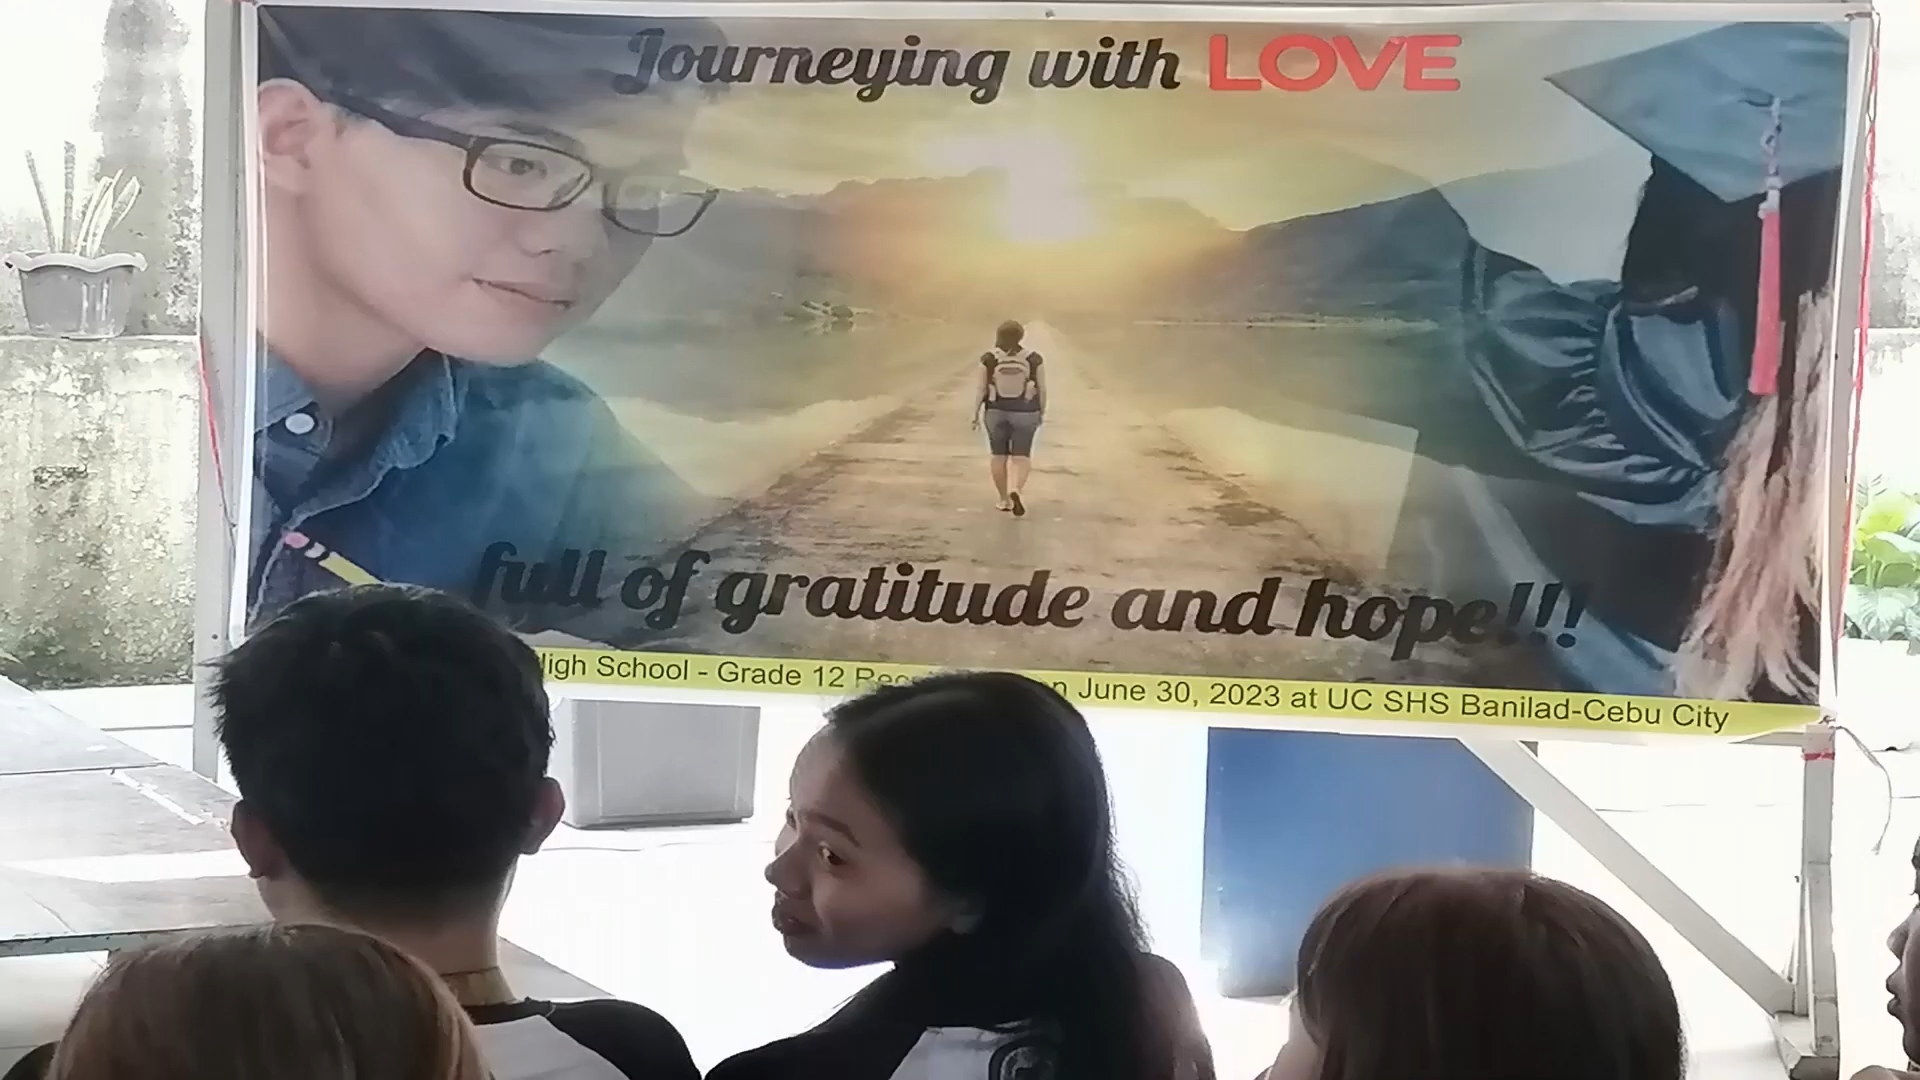 Journeying with LOVE
full of gratitude and hope!!!
High School - Grade 12 June 30, 2023 at UC SHS Banilad-Cebu City